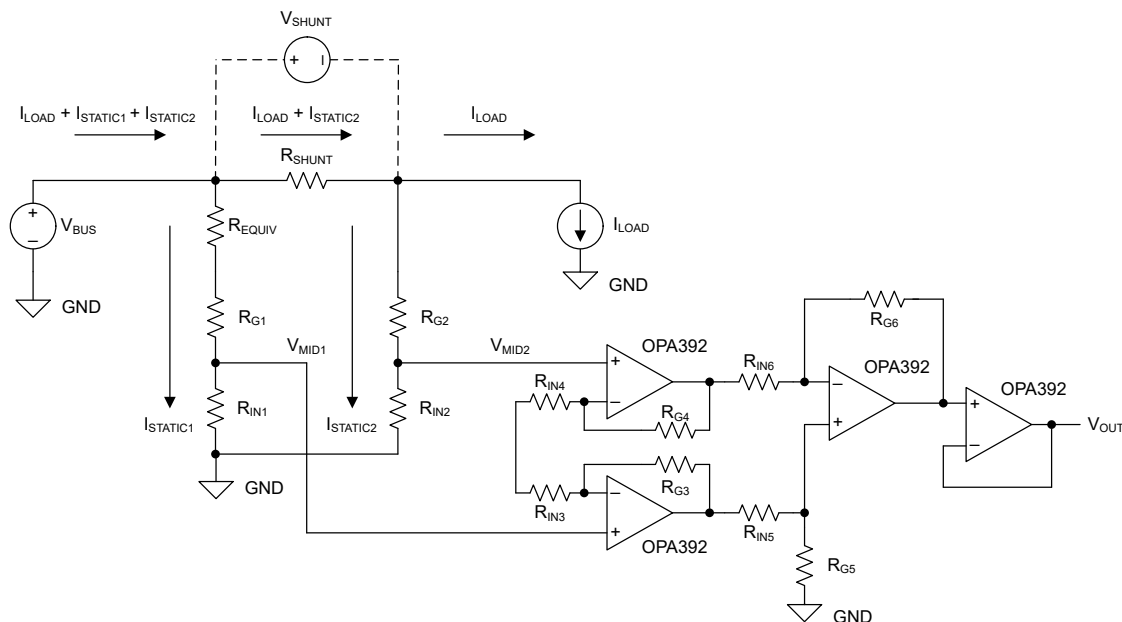 VSHUNT
+
ILOAD + ISTATIC1 + ISTATIC2
ILOAD + ISTATIC2
ILOAD
RSHUNT
+
VBUS
−
REQUIV
ILOAD
GND
GND
RG1
RG2
RG6
VMID1
VMID2
OPA392
+
−
RIN6
OPA392
−
+
OPA392
+
−
VOUT
RIN4
RG4
RIN1
RIN2
ISTATIC1
ISTATIC2
GND
RIN3
RG3
−
+
OPA392
RIN5
RG5
GND